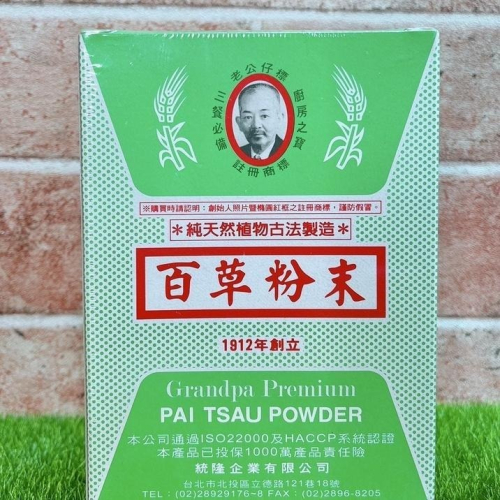 老公仔標
三餐必備
廚房之寶
註冊商標
※購買時請認明：創始人照片暨橢圓紅框之註冊商標，謹防假冒。
＊純天然植物古法製造＊
百草粉末
1912年創立
Grandpa Premium
PAI TSAU POWDER
本公司通過ISO22000及HACCP系統認證
本產品已投保1000萬產品責任險
統隆企業有限公司
台北市北投區立德路121巷18號
TEL：(02)28929176~8 FAX：(02)2896-8205